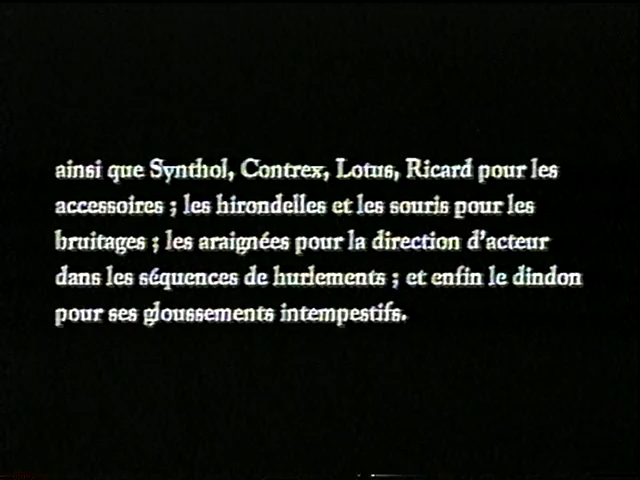 ainsi que Synthol, Contrex, Lotus, Ricard pour les
accessoires ; les hirondelles et les souris pour les
bruitages ; les araignées pour la direction d'acteur
dans les séquences de hurlements ; et enfin le dindon
pour ses gloussements intempestifs.